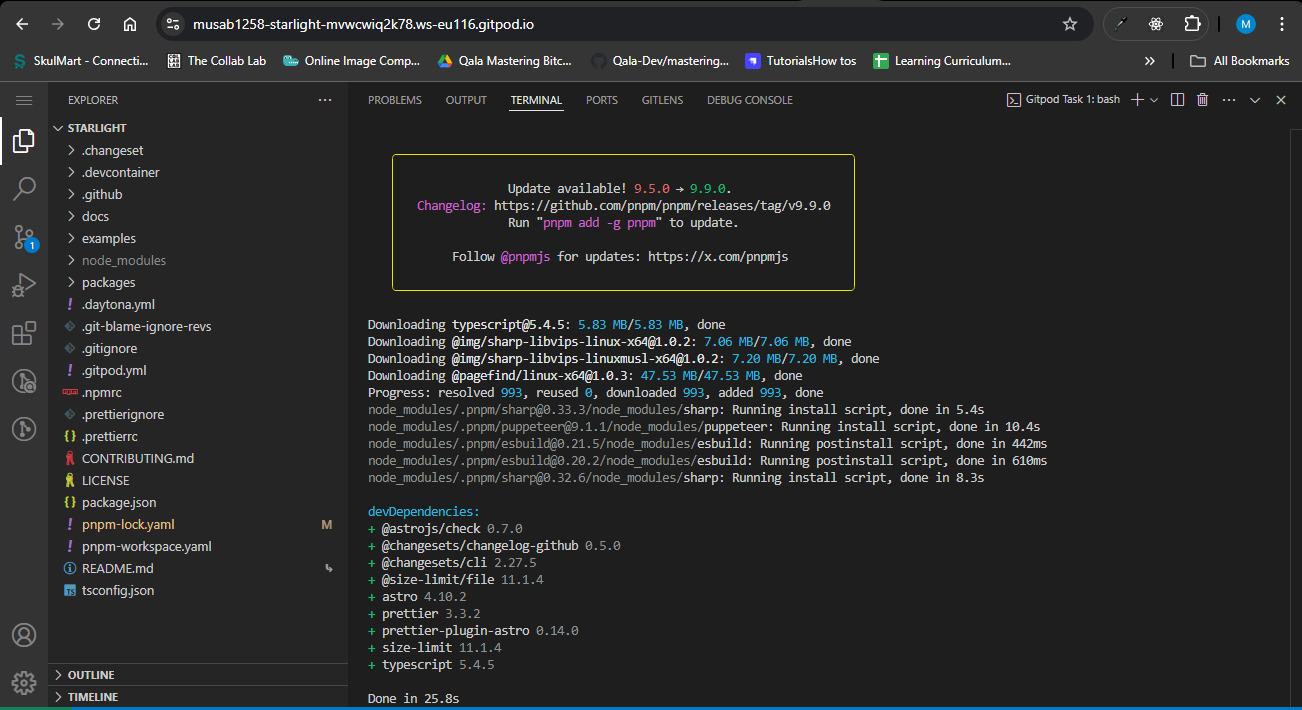 musab1258-starlight-mvwcwiq2k78.ws-eu116.gitpod.io
M
SkulMart - Connecti...
The Collab Lab
Online Image Comp...
Qala Mastering Bitc...
Qala-Dev/mastering...
TutorialsHow tos
Learning Curriculum...
»
All Bookmarks
EXPLORER
STARLIGHT
.changeset
.devcontainer
.github
docs
examples
node_modules
packages
.daytona.yml
.git-blame-ignore-revs
.gitignore
.gitpod.yml
.npmrc
.prettierignore
.prettierrc
CONTRIBUTING.md
LICENSE
package.json
pnpm-lock.yaml M
pnpm-workspace.yaml
README.md
tsconfig.json
OUTLINE
TIMELINE
1
PROBLEMS OUTPUT TERMINAL PORTS GITLENS DEBUG CONSOLE
Gitpod Task 1: bash
Update available! 9.5.0 → 9.9.0.
Changelog: https://github.com/pnpm/pnpm/releases/tag/v9.9.0
Run "pnpm add -g pnpm" to update.
Follow @pnpmjs for updates: https://x.com/pnpmjs
Downloading typescript@5.4.5: 5.83 MB/5.83 MB, done
Downloading @img/sharp-libvips-linux-x64@1.0.2: 7.06 MB/7.06 MB, done
Downloading @img/sharp-libvips-linuxmusl-x64@1.0.2: 7.20 MB/7.20 MB, done
Downloading @pagefind/linux-x64@1.0.3: 47.53 MB/47.53 MB, done
Progress: resolved 993, reused 0, downloaded 993, added 993, done
node_modules/.pnpm/sharp@0.33.3/node_modules/sharp: Running install script, done in 5.4s
node_modules/.pnpm/puppeteer@9.1.1/node_modules/puppeteer: Running install script, done in 10.4s
node_modules/.pnpm/esbuild@0.21.5/node_modules/esbuild: Running postinstall script, done in 442ms
node_modules/.pnpm/esbuild@0.20.2/node_modules/esbuild: Running postinstall script, done in 610ms
node_modules/.pnpm/sharp@0.32.6/node_modules/sharp: Running install script, done in 8.3s
devDependencies:
+ @astrojs/check 0.7.0
+ @changesets/changelog-github 0.5.0
+ @changesets/cli 2.27.5
+ @size-limit/file 11.1.4
+ astro 4.10.2
+ prettier 3.3.2
+ prettier-plugin-astro 0.14.0
+ size-limit 11.1.4
+ typescript 5.4.5
Done in 25.8s